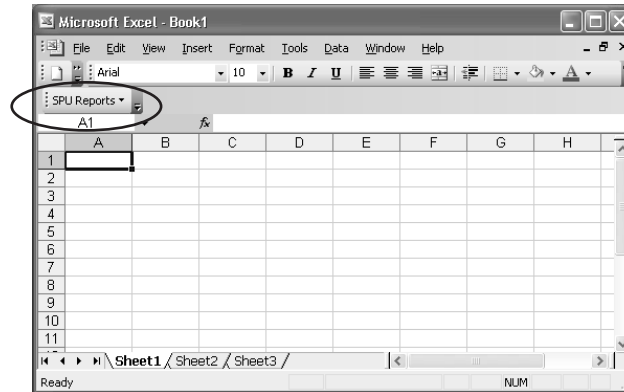 Microsoft Excel - Book1
File Edit View Insert Format Tools Data Window Help
Arial 10 B I U A
SPU Reports
A1 fx
A B C D E F G H
1
2
3
4
5
6
7
8
9
10
11
Sheet1 Sheet2 Sheet3
Ready NUM